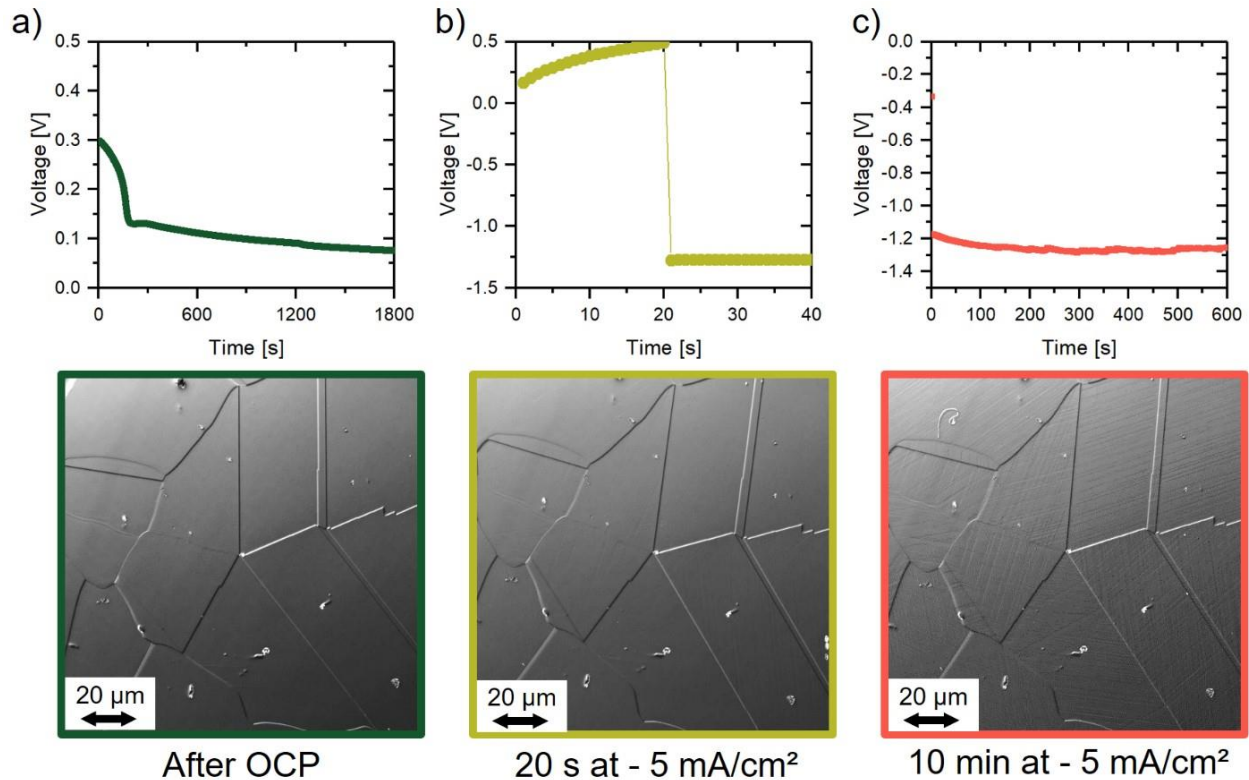 a)
0.5
0.4
0.3
0.2
0.1
0.0
Voltage [V]
0 600 1200 1800
Time [s]
b)
0.5
0.0
-0.5
-1.0
-1.5
Voltage [V]
0 10 20 30 40
Time [s]
c)
0.0
-0.2
-0.4
-0.6
-0.8
-1.0
-1.2
-1.4
Voltage [V]
0 100 200 300 400 500 600
Time [s]
20 µm
20 µm
20 µm
After OCP
20 s at - 5 mA/cm²
10 min at - 5 mA/cm²